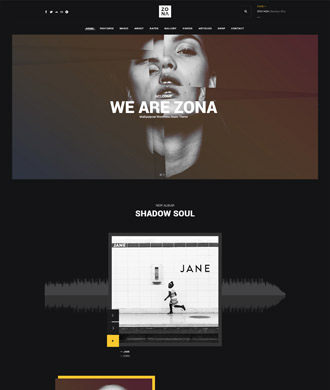 ZO
NA
HOME FEATURES MUSIC ABOUT DATES GALLERY VIDEOS ARTICLES SHOP CONTACT
WELCOME
WE ARE ZONA
Multipurpose WordPress Music Theme
NEW ALBUM
SHADOW SOUL
JANE
JANE
JANE